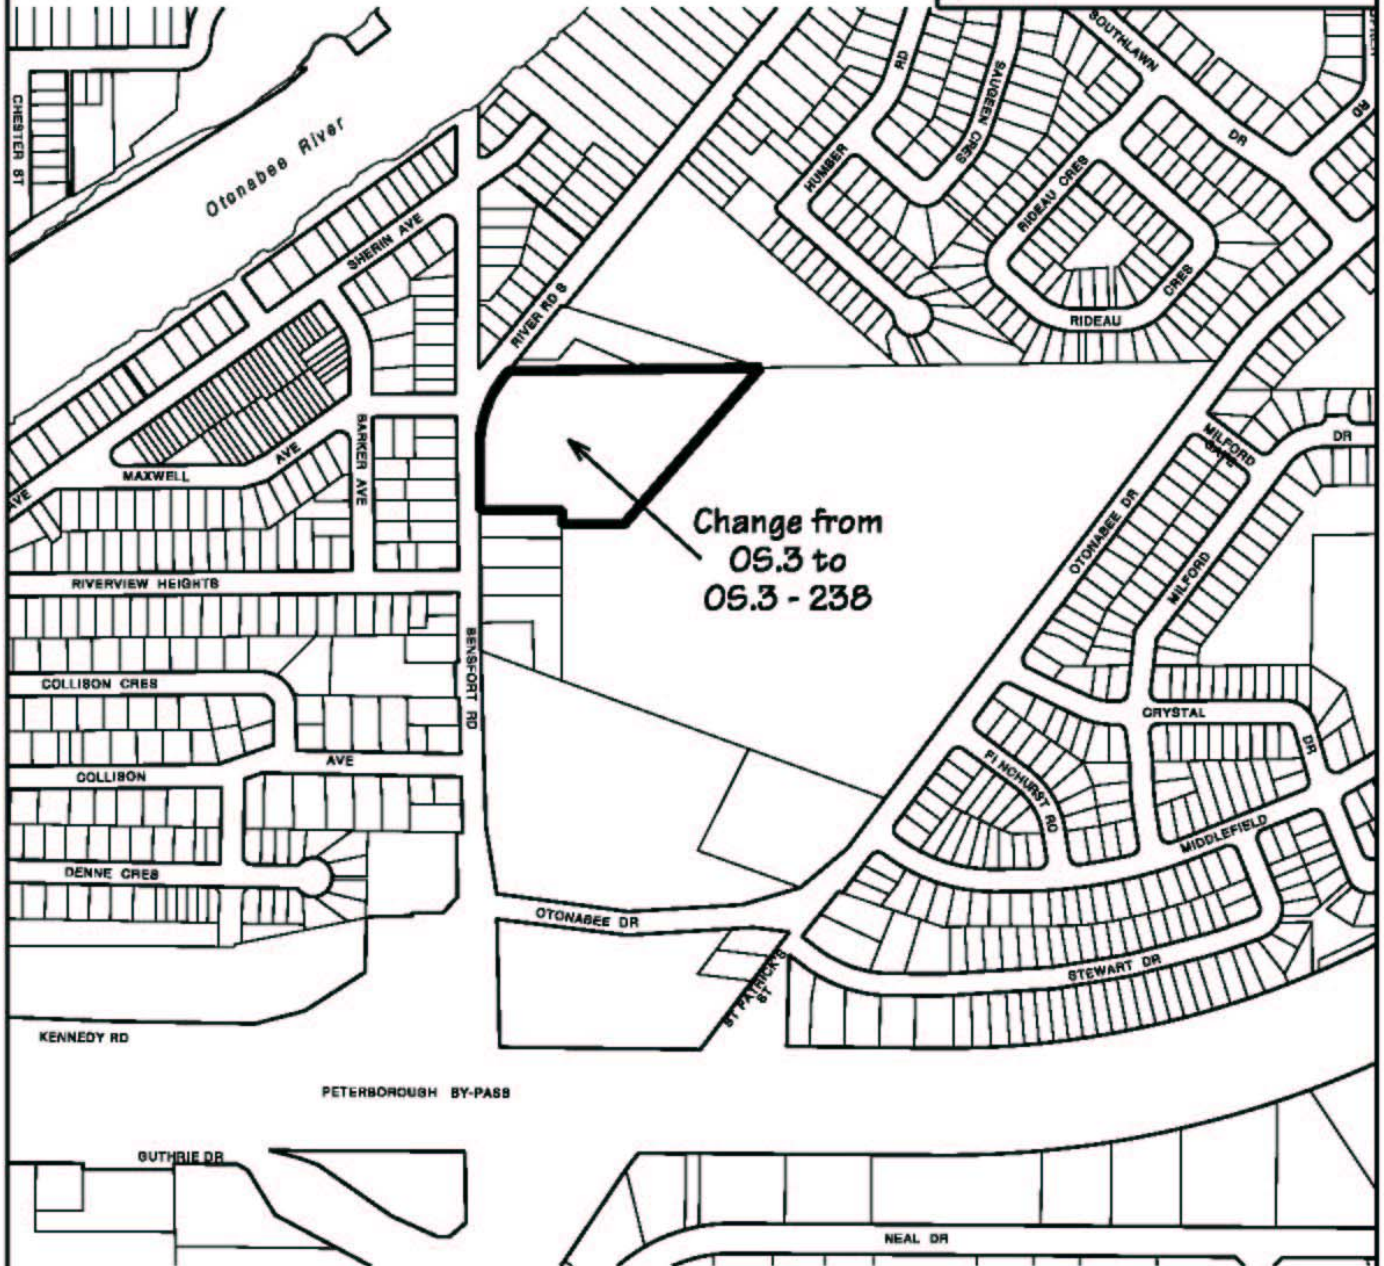 SOUTHLAWN
DR
RD
SAUGEEN CRES
CHESTER ST
Otonabee River
HUMBER
RD
RIDEAU CRES
SHERIN AVE
CRES
RIDEAU
RIVER RD S
MILFORD
GATE
DR
BARKER AVE
AVE
MAXWELL
AVE
Change from
OS.3 to
OS.3 - 238
OTONABEE DR
MILFORD
RIVERVIEW HEIGHTS
BENSFORT RD
COLLISON CRES
CRYSTAL
DR
AVE
COLLISON
FINCHURST RD
MIDDLEFIELD
DENNE CRES
OTONABEE DR
STEWART DR
ST PATRICK'S
ST
KENNEDY RD
PETERBOROUGH BY-PASS
GUTHRIE DR
NEAL DR